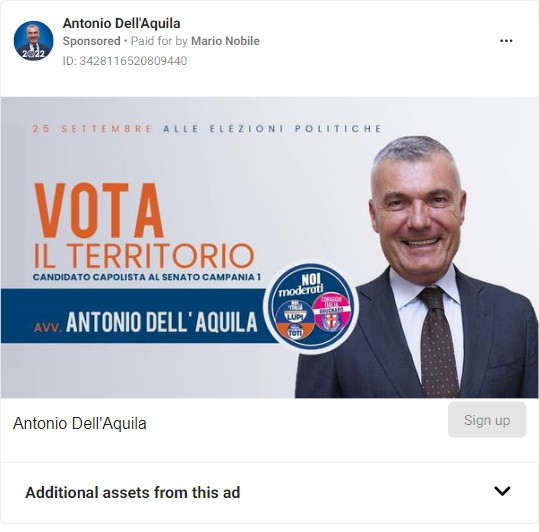 Antonio Dell'Aquila
Sponsored • Paid for by Mario Nobile
ID: 3428116520809440
2022
25 SETTEMBRE ALLE ELEZIONI POLITICHE
VOTA
IL TERRITORIO
CANDIDATO CAPOLISTA AL SENATO CAMPANIA 1
AVV. ANTONIO DELL'AQUILA
NOI
moderati
NOI
L'ITALIA
LUPI
CORAGGIO
ITALIA
BRUGNARO
TOTI
Antonio Dell'Aquila
Sign up
Additional assets from this ad